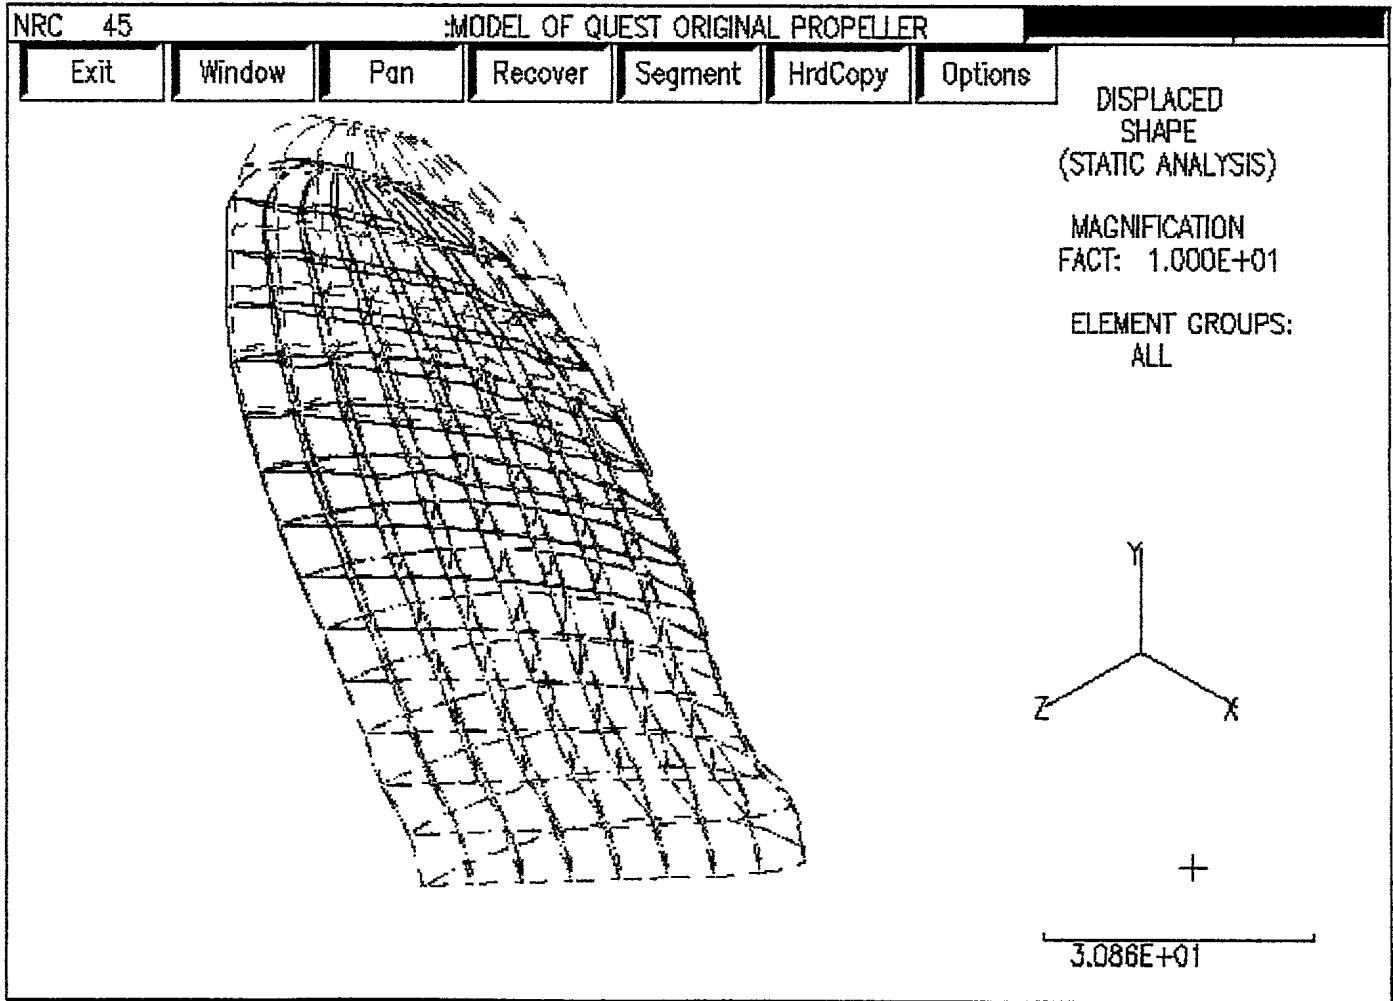 NRC 45 :MODEL OF QUEST ORIGINAL PROPELLER
Exit Window Pan Recover Segment HrdCopy Options
DISPLACED
SHAPE
(STATIC ANALYSIS)
MAGNIFICATION
FACT: 1.000E+01
ELEMENT GROUPS:
ALL
Y
Z X
3.086E+01